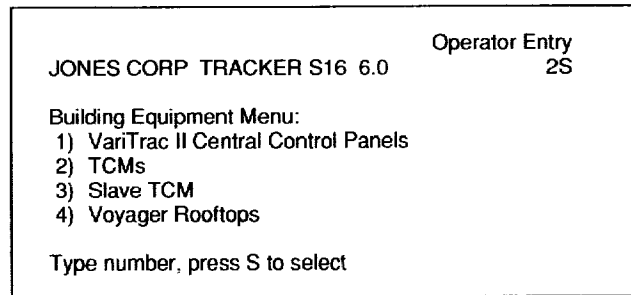 Operator Entry
JONES CORP TRACKER S16 6.0 2S
Building Equipment Menu:
1) VariTrac II Central Control Panels
2) TCMs
3) Slave TCM
4) Voyager Rooftops
Type number, press S to select